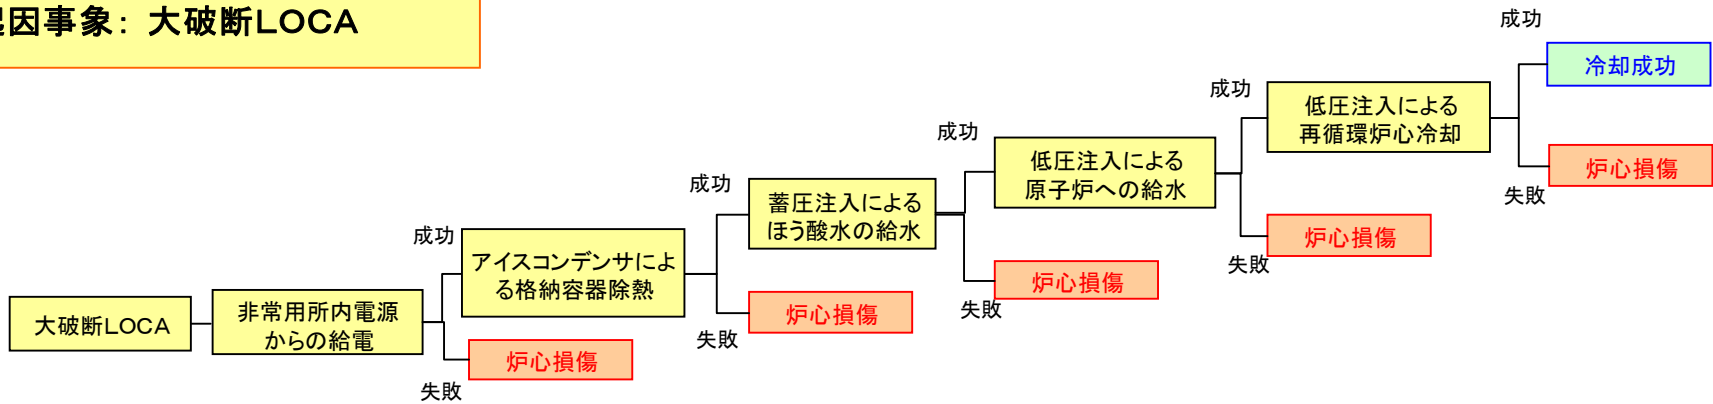 因事象： 大破断LOCA
成功
冷却成功
成功
低圧注入による
再循環炉心冷却
炉心損傷
失敗
成功
低圧注入による
原子炉への給水
炉心損傷
失敗
成功
蓄圧注入による
ほう酸水の給水
炉心損傷
失敗
成功
アイスコンデンサによ
る格納容器除熱
炉心損傷
失敗
大破断LOCA
非常用所内電源
からの給電
炉心損傷
失敗